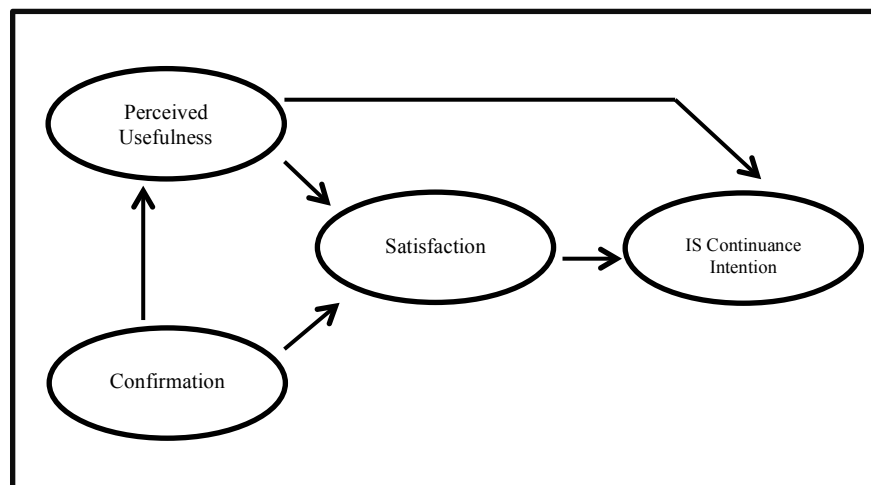 Perceived
Usefulness
Satisfaction
IS Continuance
Intention
Confirmation